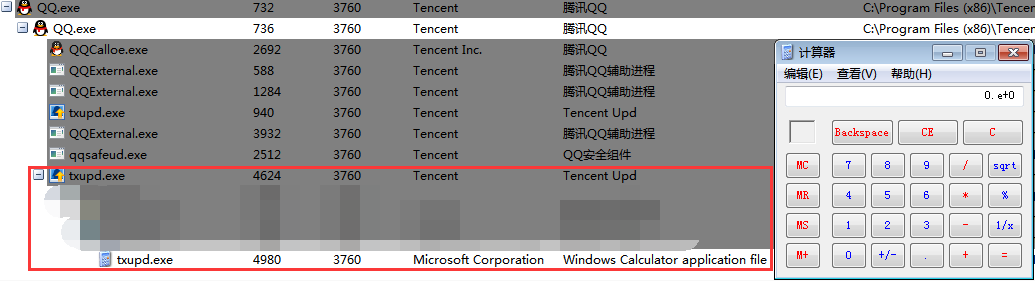 QQ.exe 732 3760 Tencent 腾讯QQ C:\Program Files (x86)\Tencent
QQ.exe 736 3760 Tencent 腾讯QQ C:\Program Files (x86)\Tencent
QQCalloe.exe 2692 3760 Tencent Inc. 腾讯QQ
QQExternal.exe 588 3760 Tencent 腾讯QQ辅助进程
QQExternal.exe 1284 3760 Tencent 腾讯QQ辅助进程
txupd.exe 940 3760 Tencent Tencent Upd
QQExternal.exe 3932 3760 Tencent 腾讯QQ辅助进程
qqsafeud.exe 2512 3760 Tencent QQ安全组件
txupd.exe 4624 3760 Tencent Tencent Upd
txupd.exe 4980 3760 Microsoft Corporation Windows Calculator application file
计算器
编辑(E) 查看(V) 帮助(H)
0.e+0
Backspace CE C
MC 7 8 9 / sqrt
MR 4 5 6 * %
MS 1 2 3 - 1/x
M+ 0 +/- . + =